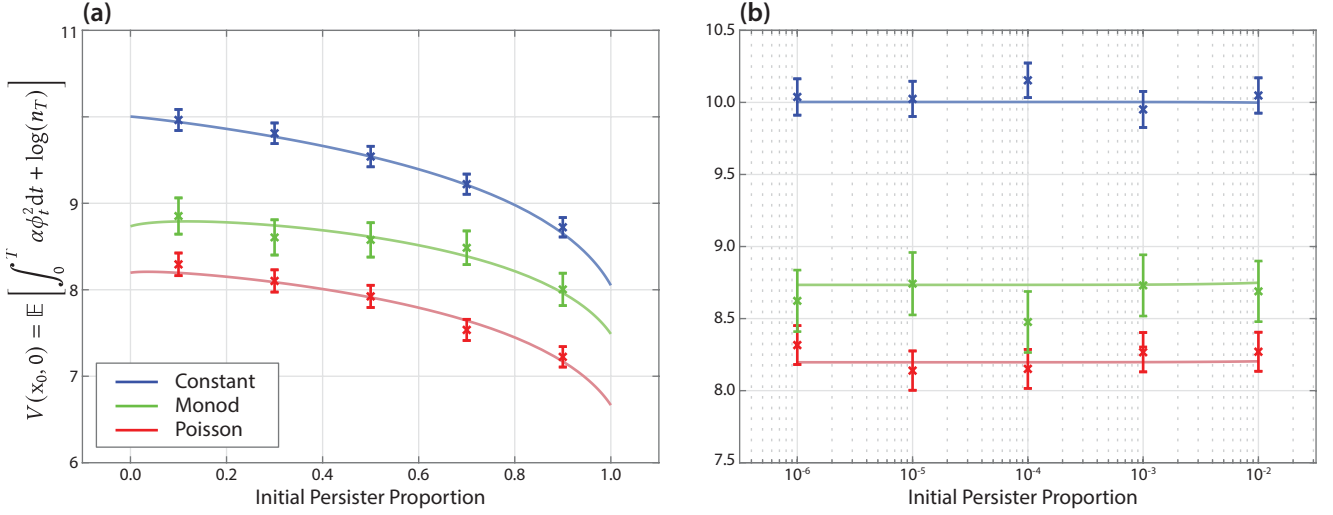 (a)
11
10
9
8
7
6
V(x₀, 0) = 𝔼 [∫₀ᵀ αϕₜ²dt + log(n_T)]
Constant
Monod
Poisson
0.0 0.2 0.4 0.6 0.8 1.0
Initial Persister Proportion
(b)
10.5
10.0
9.5
9.0
8.5
8.0
7.5
10⁻⁶ 10⁻⁵ 10⁻⁴ 10⁻³ 10⁻²
Initial Persister Proportion